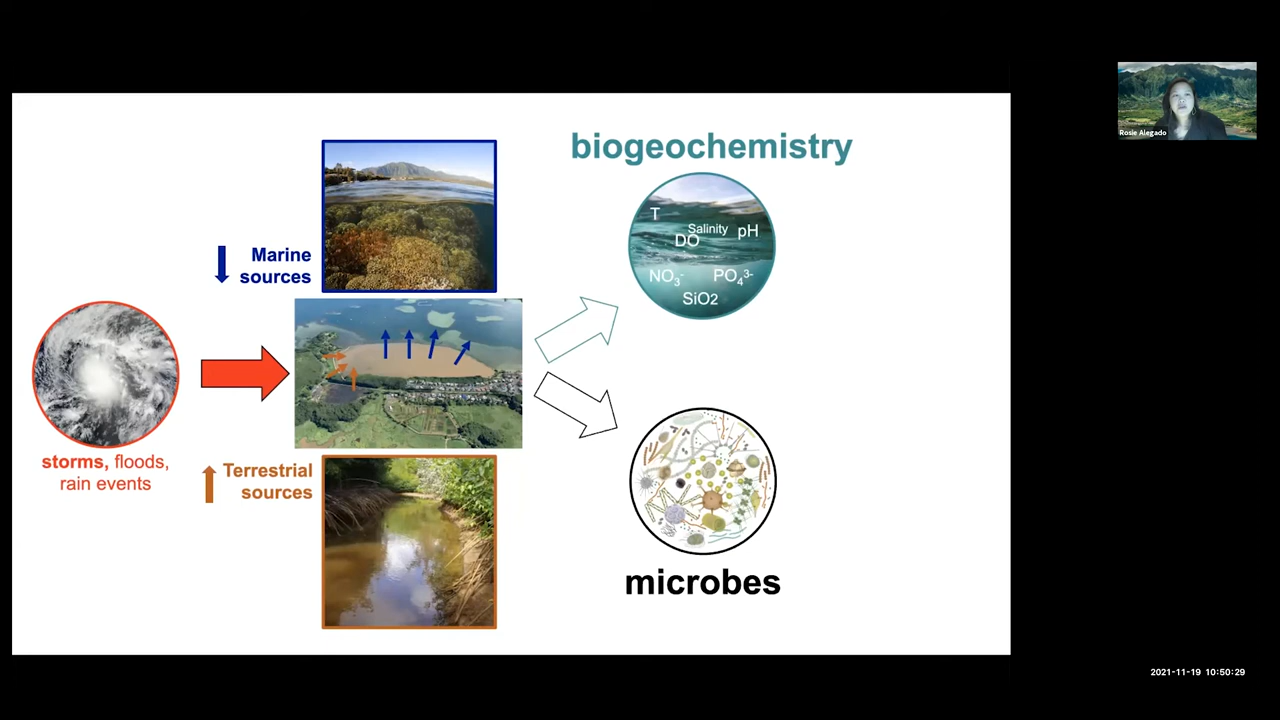 biogeochemistry
T
Salinity
DO
pH
NO₃⁻
PO₄³⁻
SiO2
Marine
sources
storms, floods,
rain events
Terrestrial
sources
microbes
Rosie Alegado
2021-11-19 10:50:29